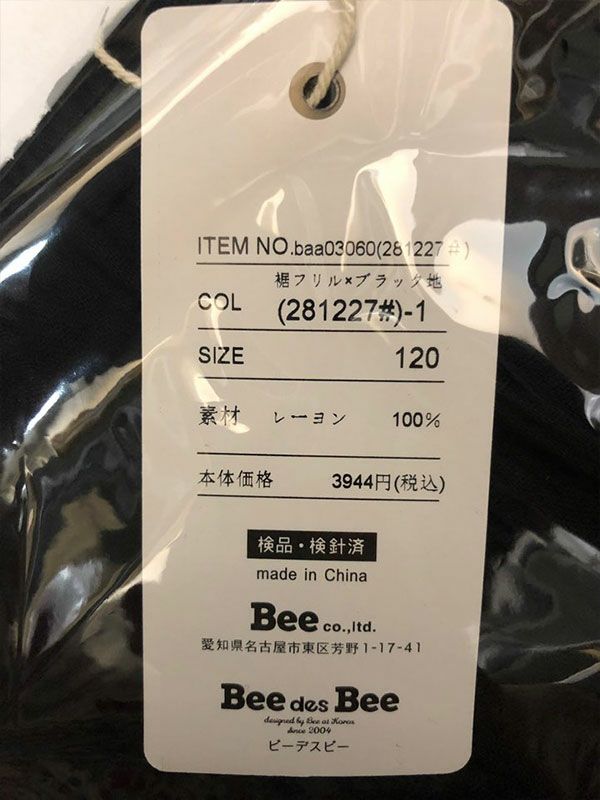 ITEM NO.baa03060(281227#)
裾フリル×ブラック地
COL (281227#)-1
SIZE 120
素材 レーヨン 100%
本体価格 3944円(税込)
検品・検針済
made in China
Bee co.,ltd.
愛知県名古屋市東区芳野1-17-41
Bee des Bee
designed by Bee at Koros
since 2004
ビーデスビー